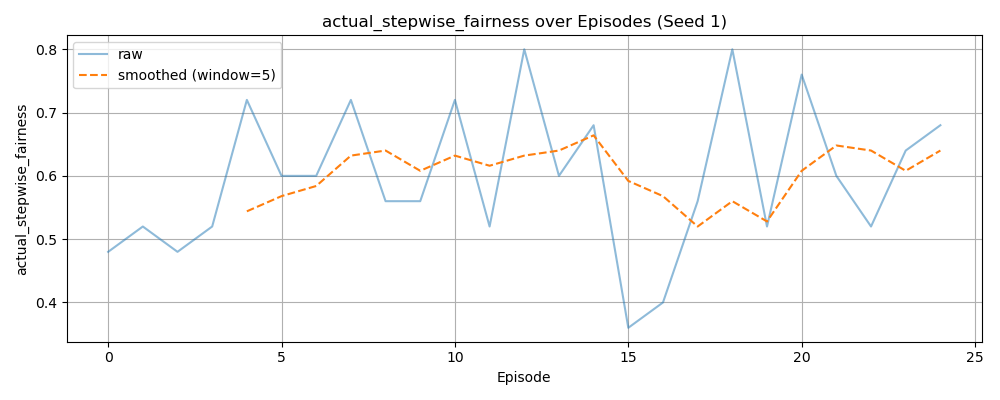 actual_stepwise_fairness over Episodes (Seed 1)
raw
smoothed (window=5)
actual_stepwise_fairness
0.8
0.7
0.6
0.5
0.4
0
5
10
15
20
25
Episode